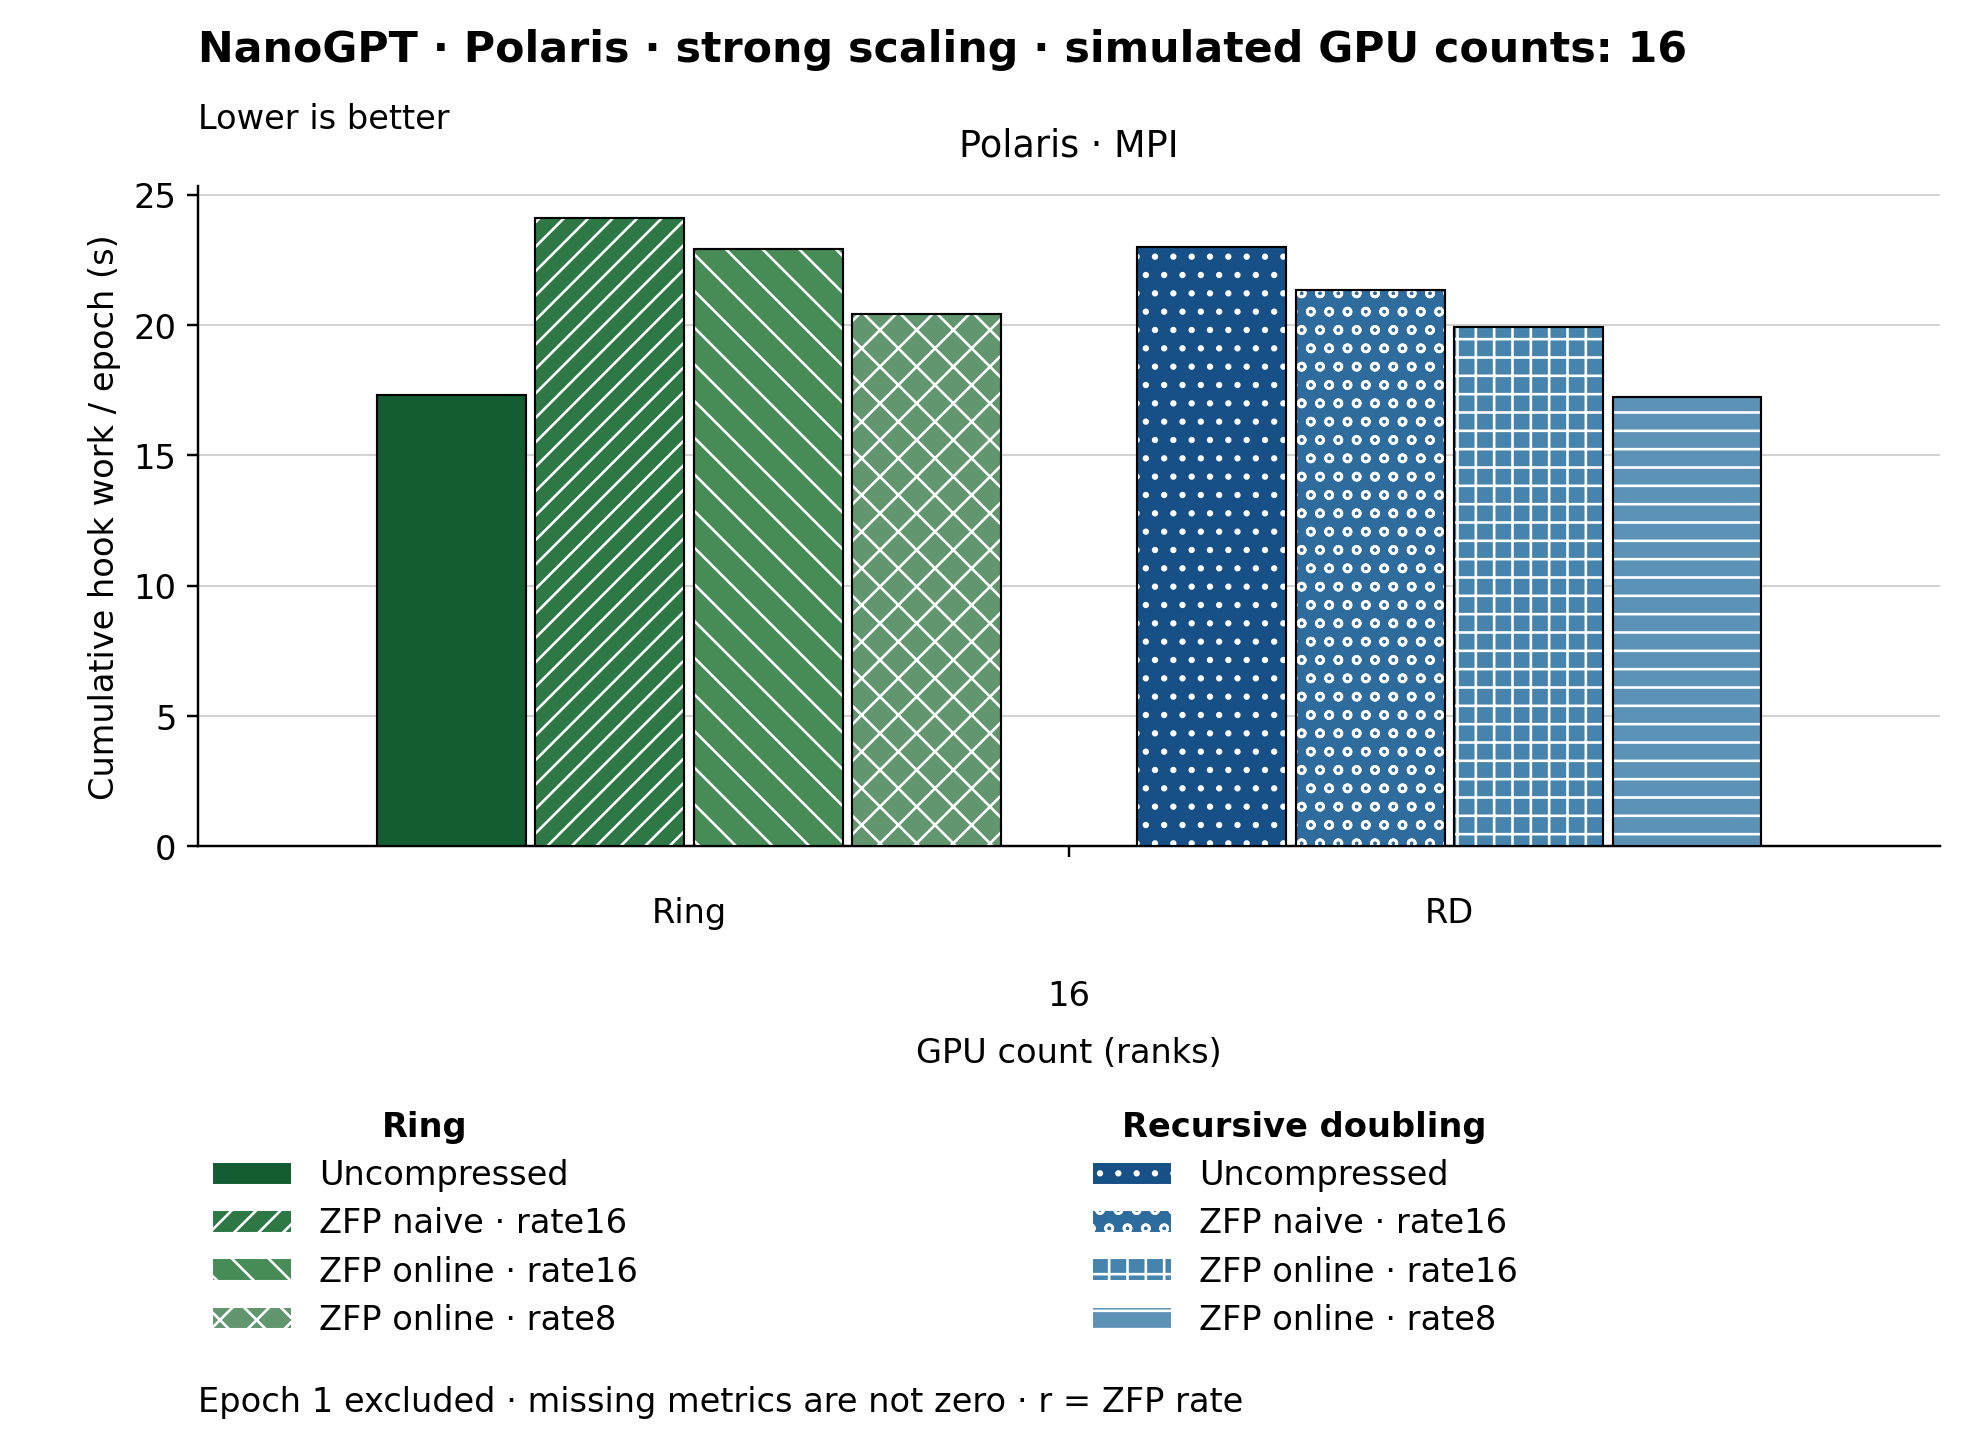 NanoGPT · Polaris · strong scaling · simulated GPU counts: 16
Lower is better
Polaris · MPI
Cumulative hook work / epoch (s)
25
20
15
10
5
0
Ring
RD
16
GPU count (ranks)
Ring
Uncompressed
ZFP naive · rate16
ZFP online · rate16
ZFP online · rate8
Recursive doubling
Uncompressed
ZFP naive · rate16
ZFP online · rate16
ZFP online · rate8
Epoch 1 excluded · missing metrics are not zero · r = ZFP rate